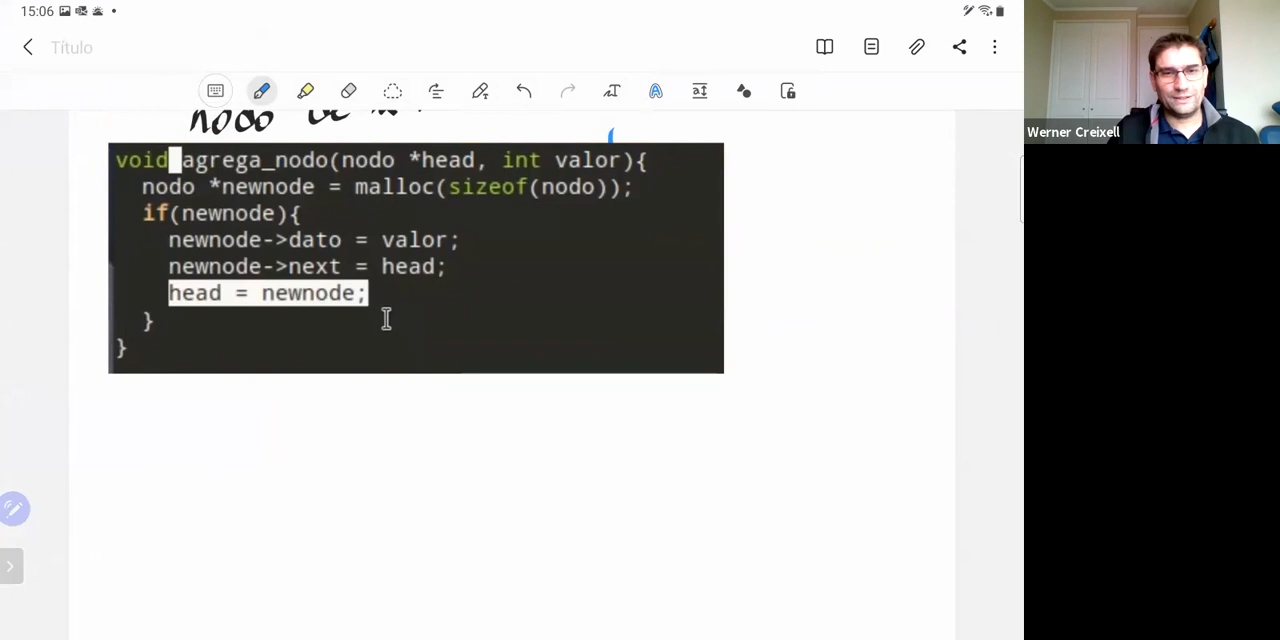 15:06
Título
nodo
void agrega_nodo(nodo *head, int valor){
nodo *newnode = malloc(sizeof(nodo));
if(newnode){
newnode->dato = valor;
newnode->next = head;
head = newnode;
}
}
Werner Creixell